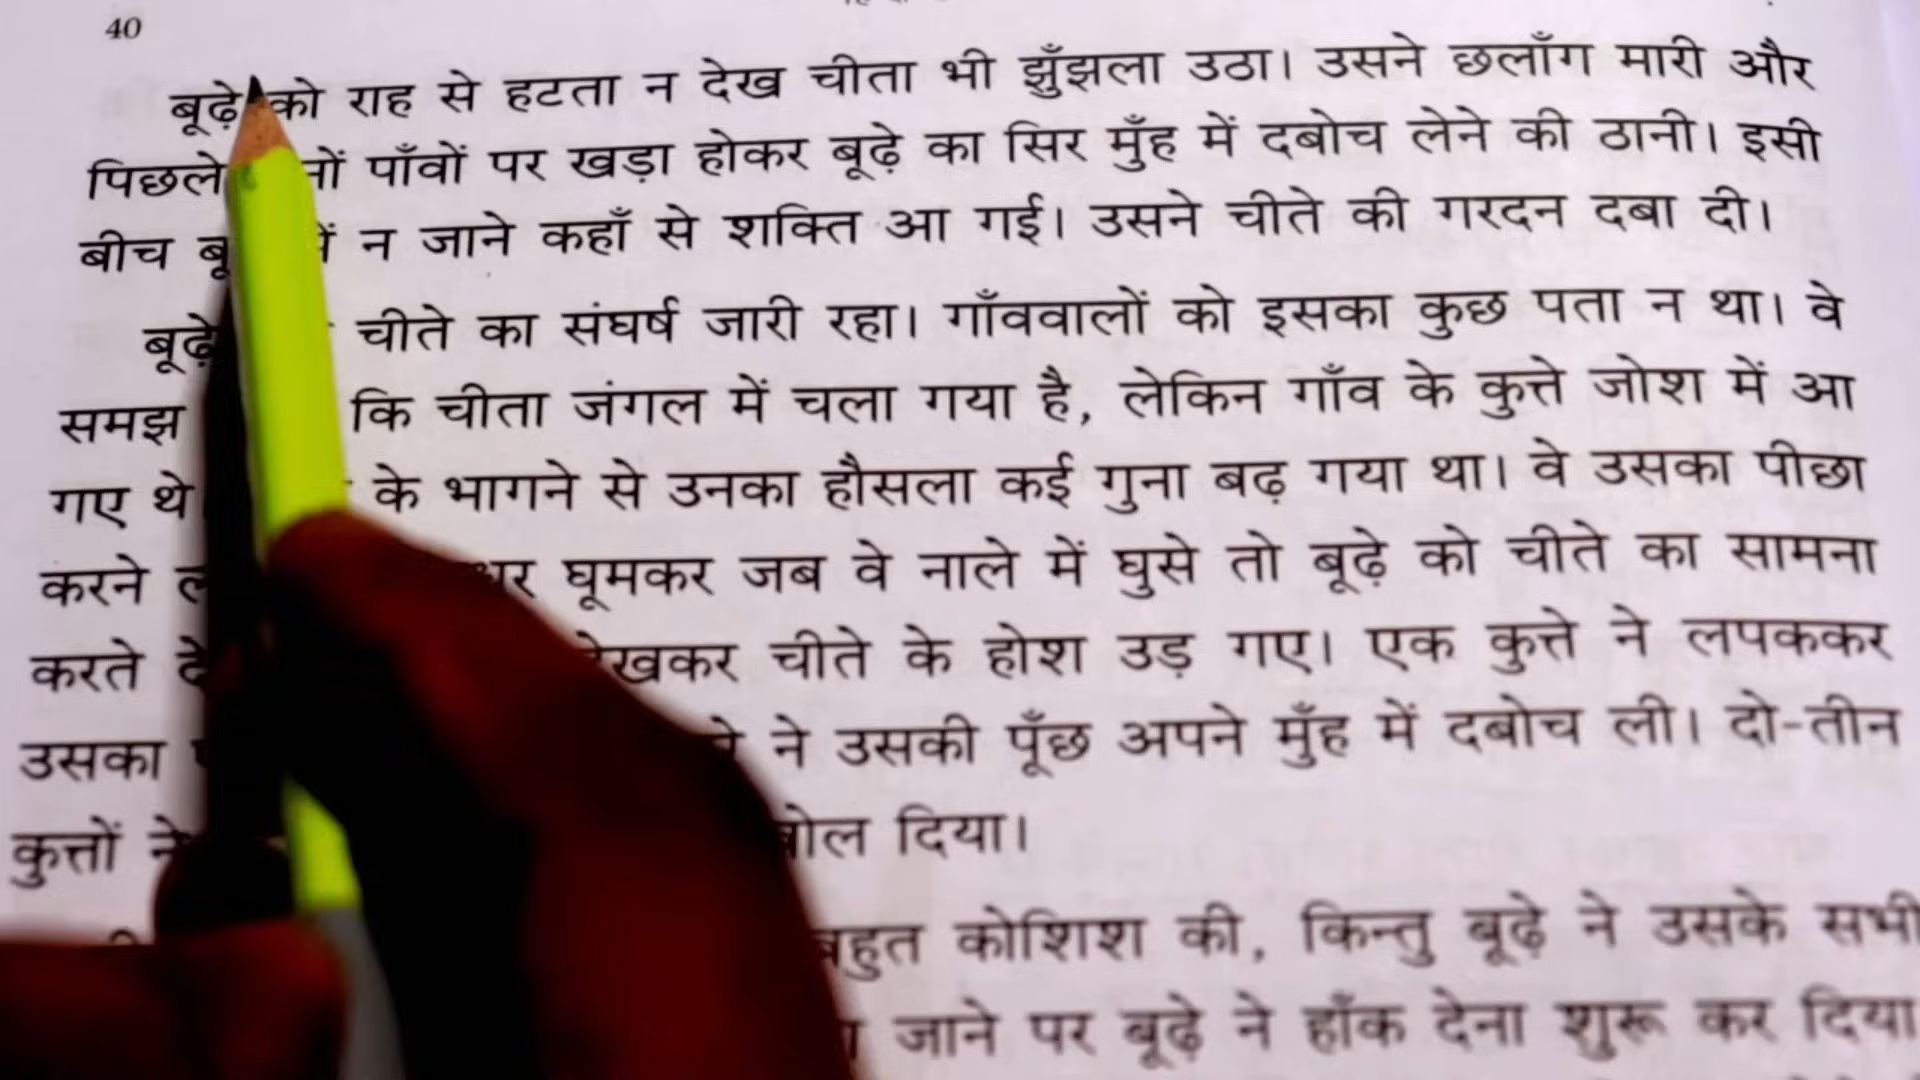 40
बूढ़े को राह से हटता न देख चीता भी झुँझला उठा। उसने छलाँग मारी और
पिछले पाँवों पर खड़ा होकर बूढ़े का सिर मुँह में दबोच लेने की ठानी। इसी
बीच न जाने कहाँ से शक्ति आ गई। उसने चीते की गरदन दबा दी।
बूढ़े चीते का संघर्ष जारी रहा। गाँववालों को इसका कुछ पता न था। वे
समझ कि चीता जंगल में चला गया है, लेकिन गाँव के कुत्ते जोश में आ
गए थे के भागने से उनका हौसला कई गुना बढ़ गया था। वे उसका पीछा
करने घूमकर जब वे नाले में घुसे तो बूढ़े को चीते का सामना
करते चीते के होश उड़ गए। एक कुत्ते ने लपककर
उसका ने उसकी पूँछ अपने मुँह में दबोच ली। दो-तीन
कुत्तों ने दिया।
बहुत कोशिश की, किन्तु बूढ़े ने उसके सभी
जाने पर बूढ़े ने हाँक देना शुरू कर दिया